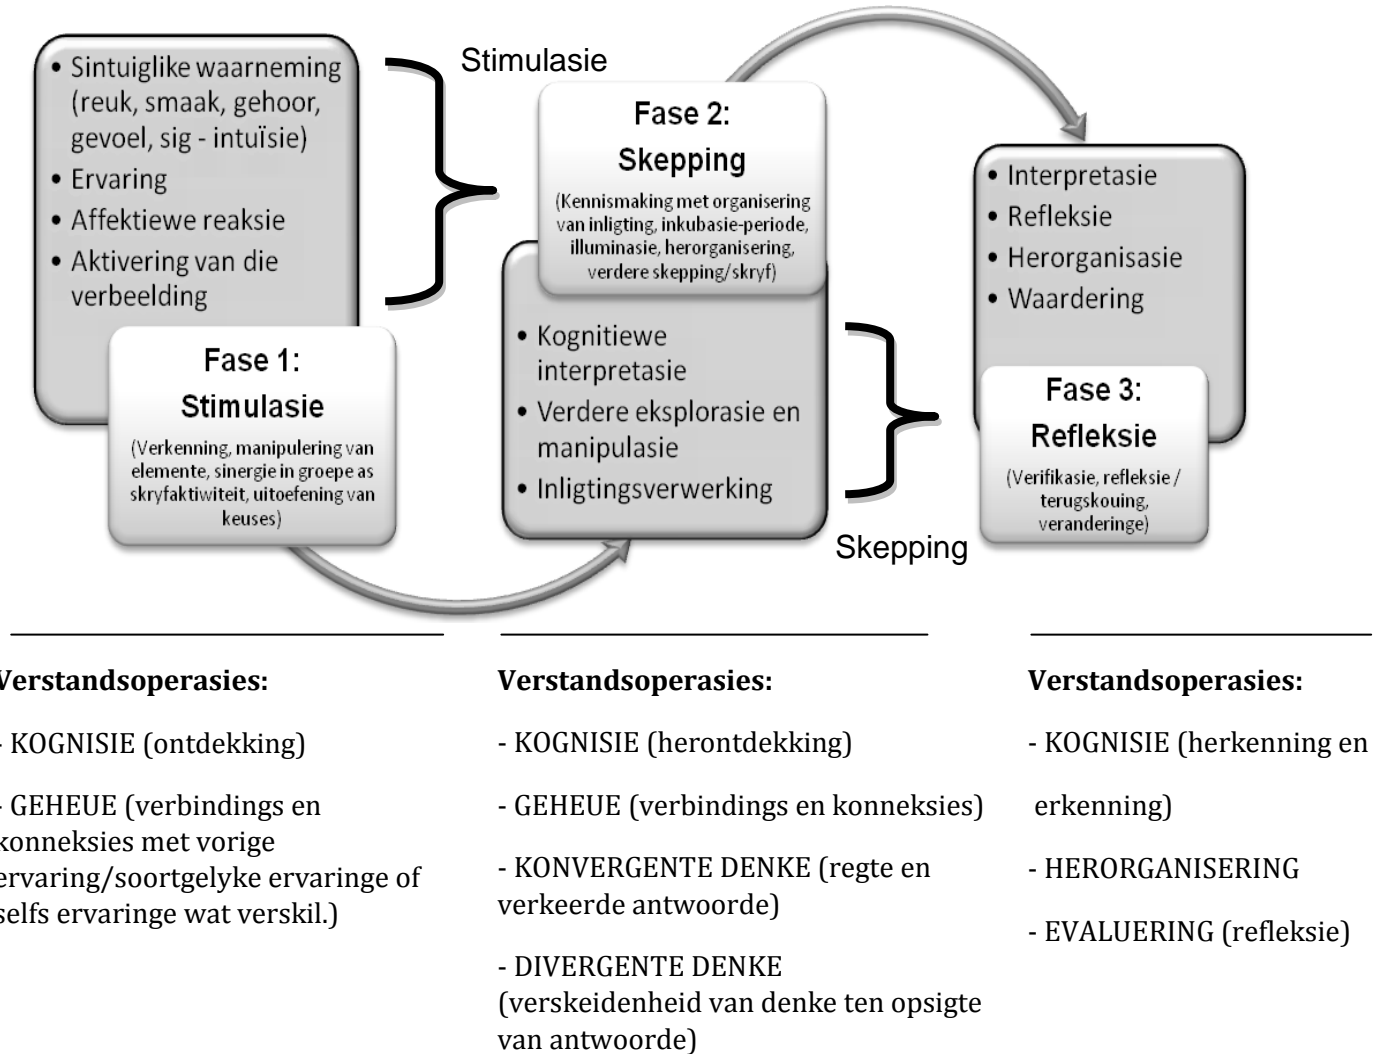 • Sintuiglike waarneming
(reuk, smaak, gehoor,
gevoel, sig - intuïsie)
• Ervaring
• Affektiewe reaksie
• Aktivering van die
verbeelding
Fase 1:
Stimulasie
(Verkenning, manipulering van
elemente, sinergie in groepe as
skryfaktiwiteit, uitoefening van
keuses)
Stimulasie
Fase 2:
Skepping
(Kennismaking met organisering
van inligting, inkubasie-periode,
illuminasie, herorganisering,
verdere skepping/skryf)
• Kognitiewe
interpretasie
• Verdere eksplorasie en
manipulasie
• Inligtingsverwerking
Skepping
• Interpretasie
• Refleksie
• Herorganisasie
• Waardering
Fase 3:
Refleksie
(Verifikasie, refleksie /
terugskouing,
veranderinge)
Verstandsoperasies:
- KOGNISIE (ontdekking)
- GEHEUE (verbindings en
konneksies met vorige
ervaring/soortgelyke ervaringe of
selfs ervaringe wat verskil.)
Verstandsoperasies:
- KOGNISIE (herontdekking)
- GEHEUE (verbindings en konneksies)
- KONVERGENTE DENKE (regte en
verkeerde antwoorde)
- DIVERGENTE DENKE
(verskeidenheid van denke ten opsigte
van antwoorde)
Verstandsoperasies:
- KOGNISIE (herkenning en
erkenning)
- HERORGANISERING
- EVALUERING (refleksie)